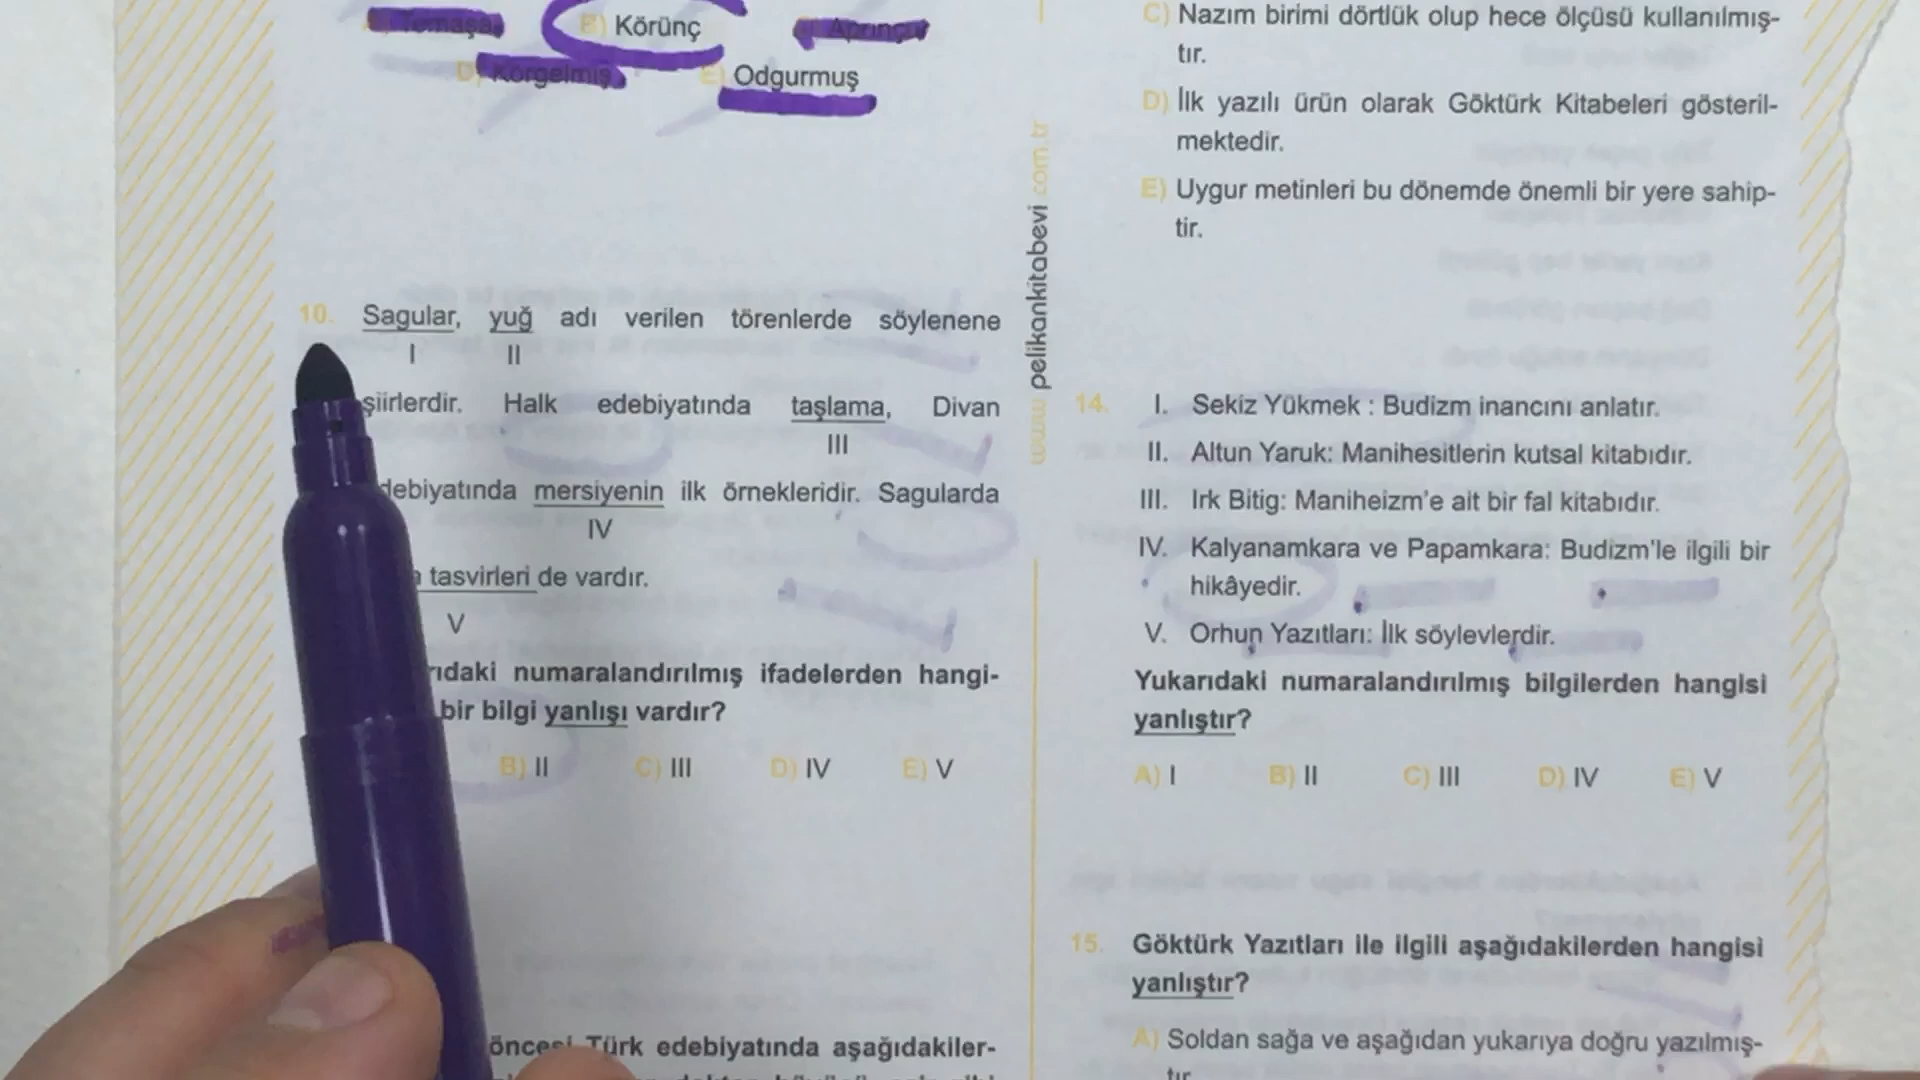 B) Körünç
E) Odgurmuş
10. Sagular, yuğ adı verilen törenlerde söylenene
I II
şiirlerdir. Halk edebiyatında taşlama, Divan
III
debiyatında mersiyenin ilk örnekleridir. Sagularda
IV
tasvirleri de vardır.
V
rıdaki numaralandırılmış ifadelerden hangi-
bir bilgi yanlışı vardır?
B) II C) III D) IV E) V
öncesi Türk edebiyatında aşağıdakiler-
www.pelikankitabevi.com.tr
C) Nazım birimi dörtlük olup hece ölçüsü kullanılmış-
tır.
D) İlk yazılı ürün olarak Göktürk Kitabeleri gösteril-
mektedir.
E) Uygur metinleri bu dönemde önemli bir yere sahip-
tir.
14. I. Sekiz Yükmek : Budizm inancını anlatır.
II. Altun Yaruk: Manihesitlerin kutsal kitabıdır.
III. Irk Bitig: Maniheizm'e ait bir fal kitabıdır.
IV. Kalyanamkara ve Papamkara: Budizm'le ilgili bir
hikâyedir.
V. Orhun Yazıtları: İlk söylevlerdir.
Yukarıdaki numaralandırılmış bilgilerden hangisi
yanlıştır?
A) I B) II C) III D) IV E) V
15. Göktürk Yazıtları ile ilgili aşağıdakilerden hangisi
yanlıştır?
A) Soldan sağa ve aşağıdan yukarıya doğru yazılmış-
tır